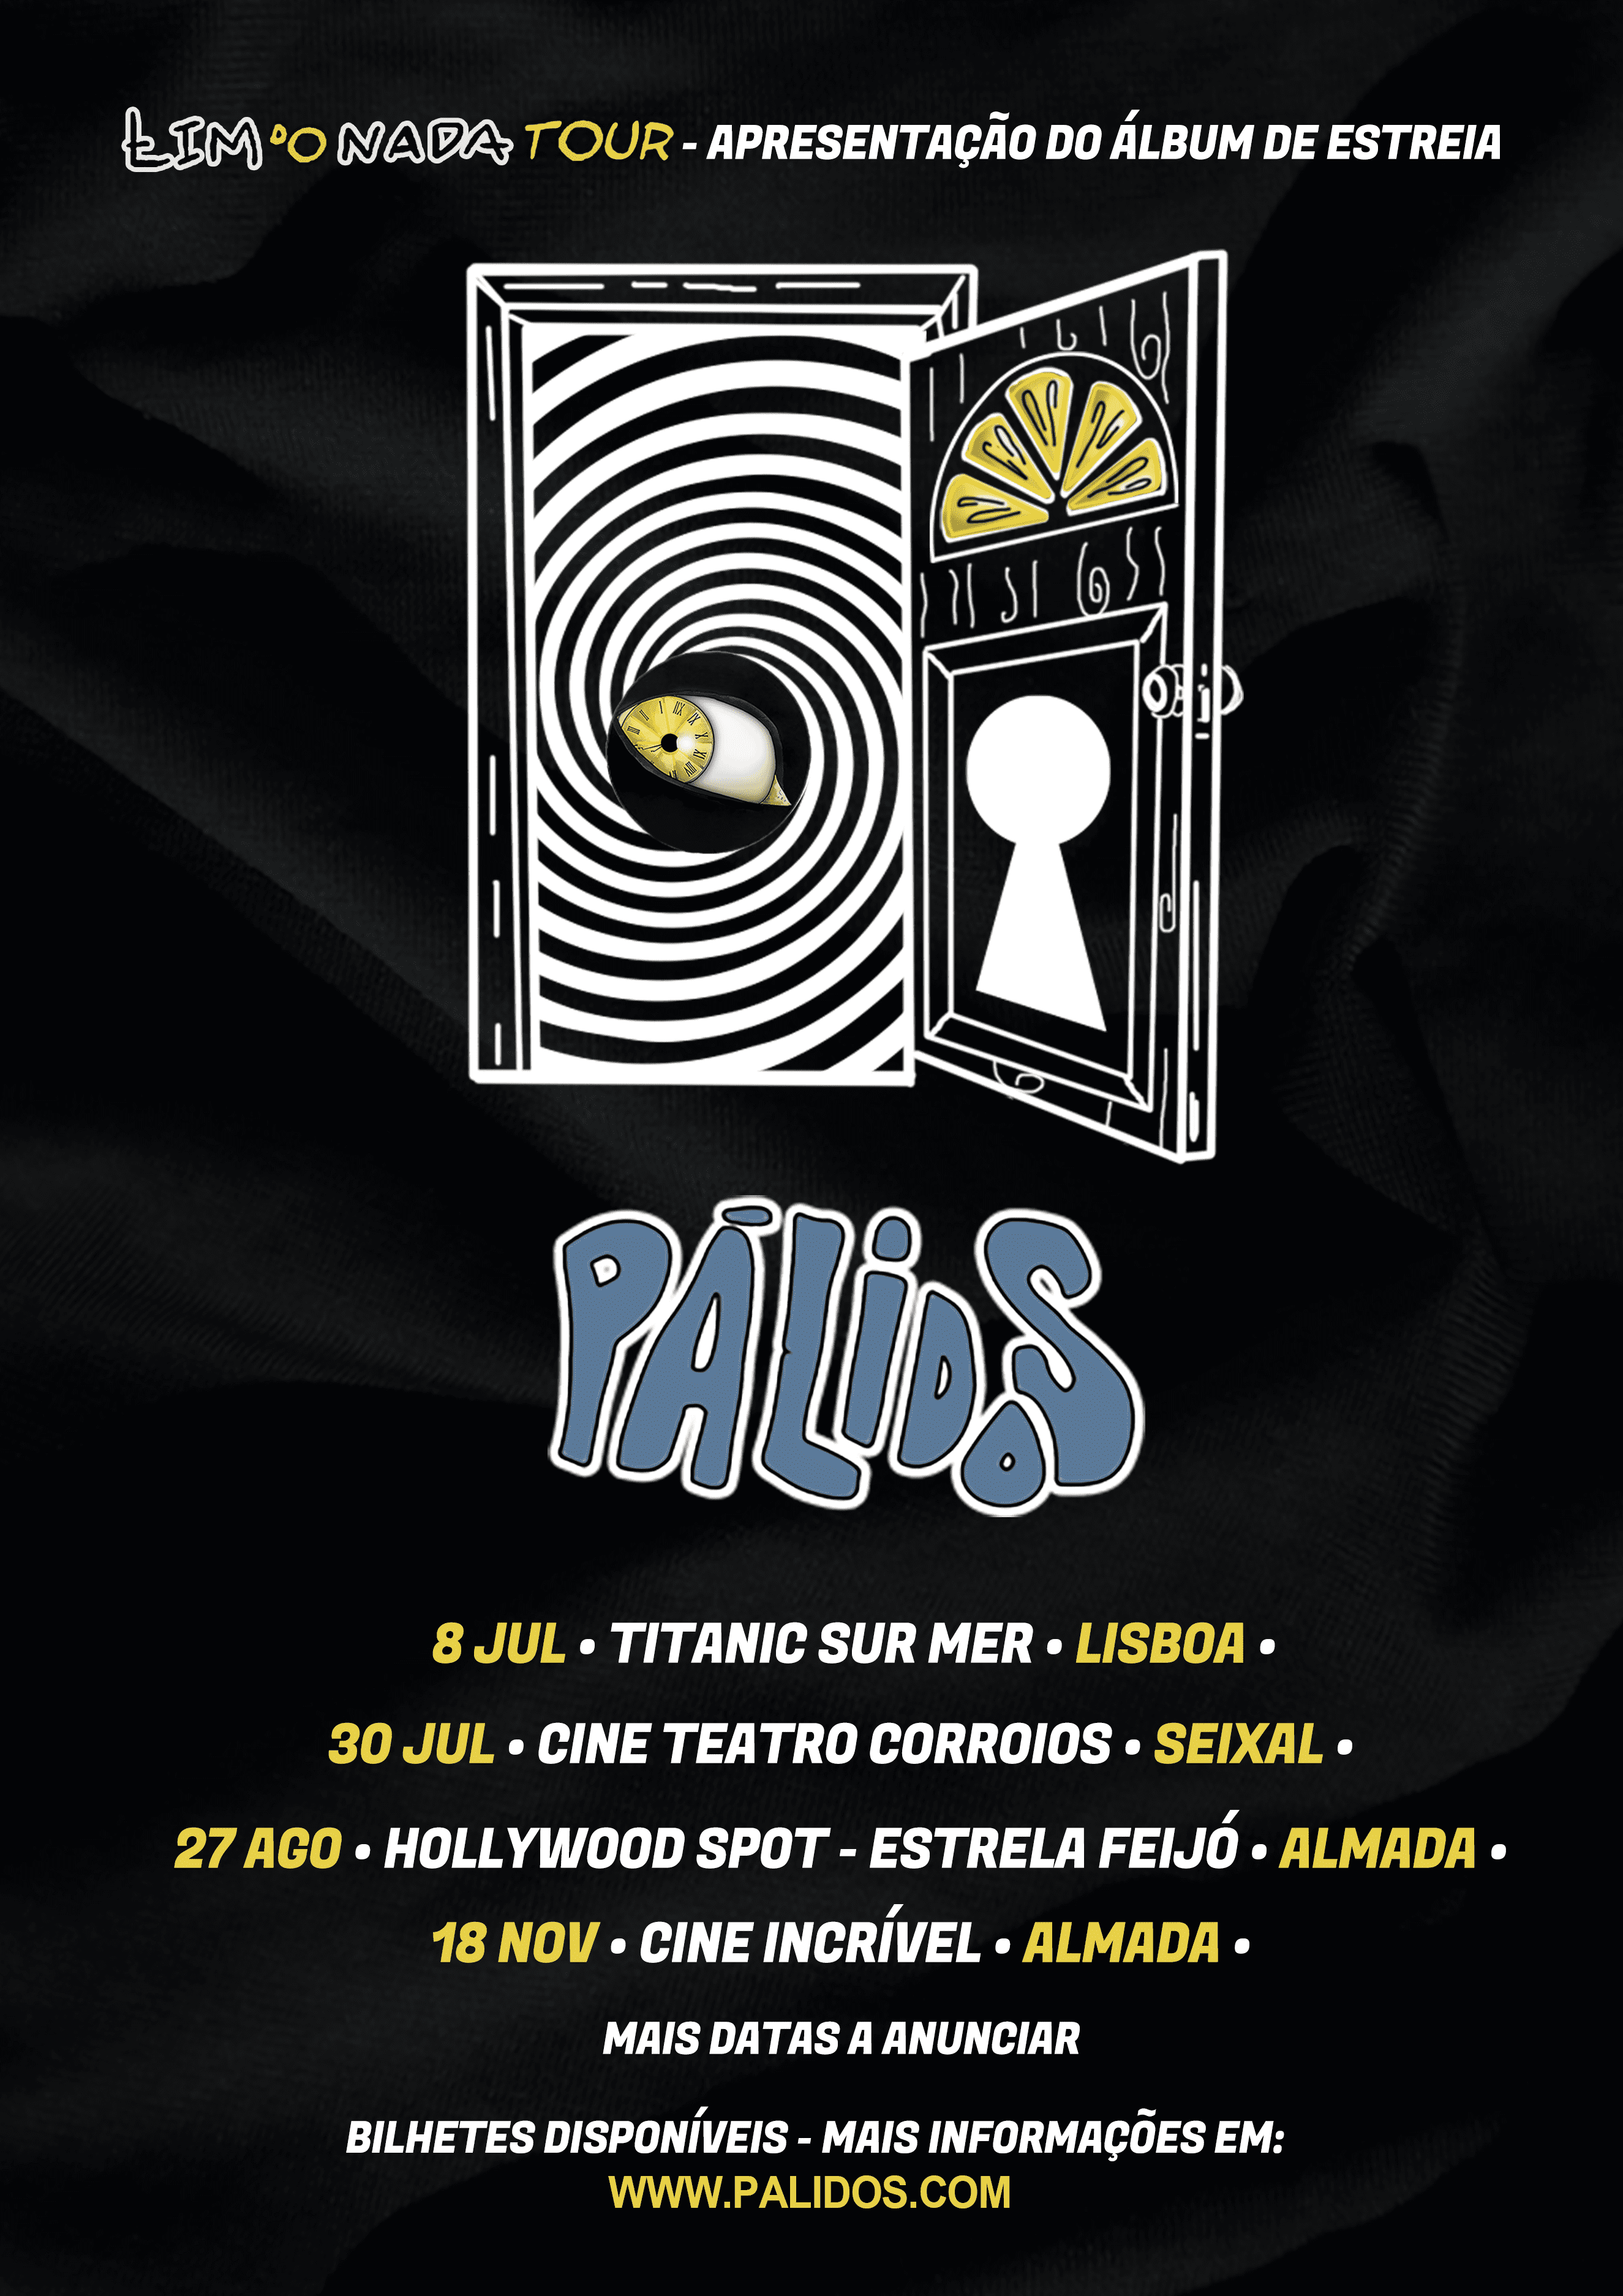 LIM'O NADA TOUR - APRESENTAÇÃO DO ÁLBUM DE ESTREIA
PÁLiDOS
8 JUL • TITANIC SUR MER • LISBOA •
30 JUL • CINE TEATRO CORROIOS • SEIXAL •
27 AGO • HOLLYWOOD SPOT - ESTRELA FEIJÓ • ALMADA •
18 NOV • CINE INCRÍVEL • ALMADA •
MAIS DATAS A ANUNCIAR
BILHETES DISPONÍVEIS - MAIS INFORMAÇÕES EM:
WWW.PALIDOS.COM